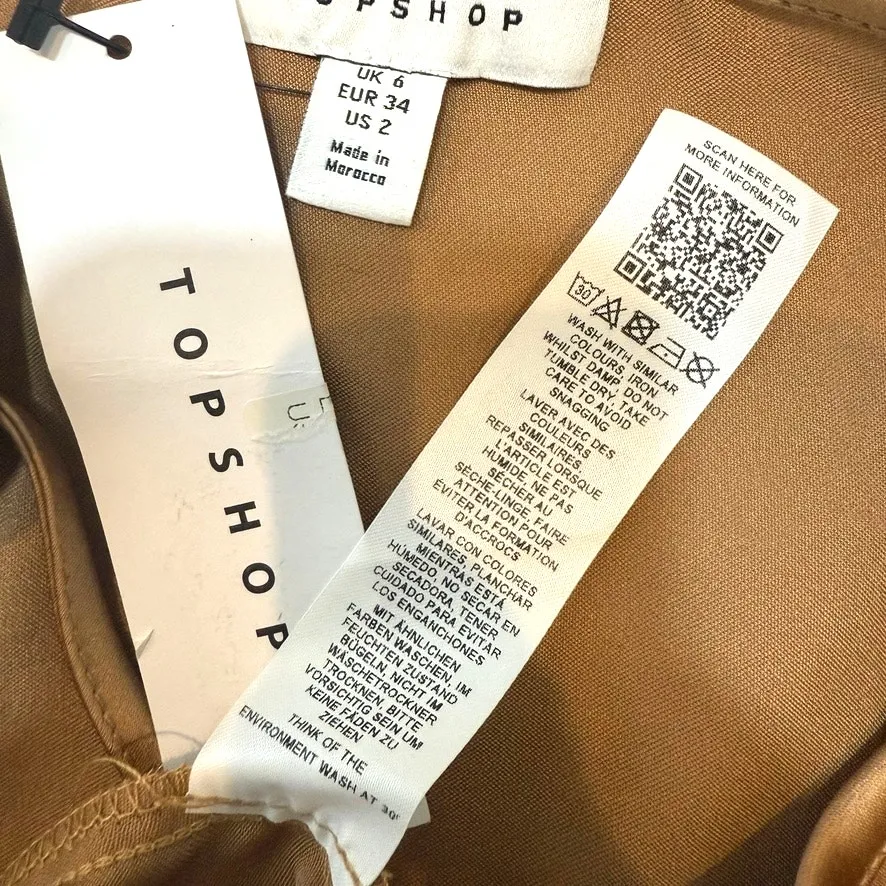 OPSHOP
UK 6
EUR 34
US 2
Made in
Morocco
TOPSHOP
SCAN HERE FOR
MORE INFORMATION
30
WASH WITH SIMILAR
COLOURS, IRON
WHILST DAMP, DO NOT
TUMBLE DRY, TAKE
CARE TO AVOID
SNAGGING
LAVER AVEC DES
COULEURS
SIMILAIRES
REPASSER LORSQUE
L'ARTICLE EST
HUMIDE, NE PAS
SÉCHER AU
SÈCHE-LINGE, FAIRE
ATTENTION POUR
ÉVITER LA FORMATION
D'ACCROCS
LAVAR CON COLORES
SIMILARES, PLANCHAR
MIENTRAS ESTÁ
HÚMEDO, NO SECAR EN
SECADORA, TENER
CUIDADO PARA EVITAR
LOS ENGANCHONES
MIT ÄHNLICHEN
FARBEN WASCHEN, IM
FEUCHTEN ZUSTAND
BÜGELN, NICHT IM
WÄSCHETROCKNER
TROCKNEN, BITTE
VORSICHTIG SEIN UM
KEINE FÄDEN ZU
ZIEHEN
THINK OF THE
ENVIRONMENT WASH AT 30°